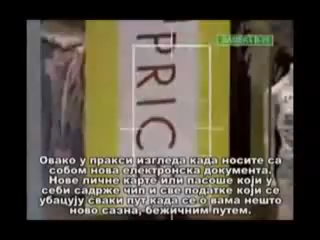 PRIC
Овако у пракси изгледа када носите са
собом нова електронска документа.
Нове личне карте или пасоше који у
себи садрже чип и све податке који се
убацују сваки пут када се о вама нешто
ново сазна, бежичним путем.